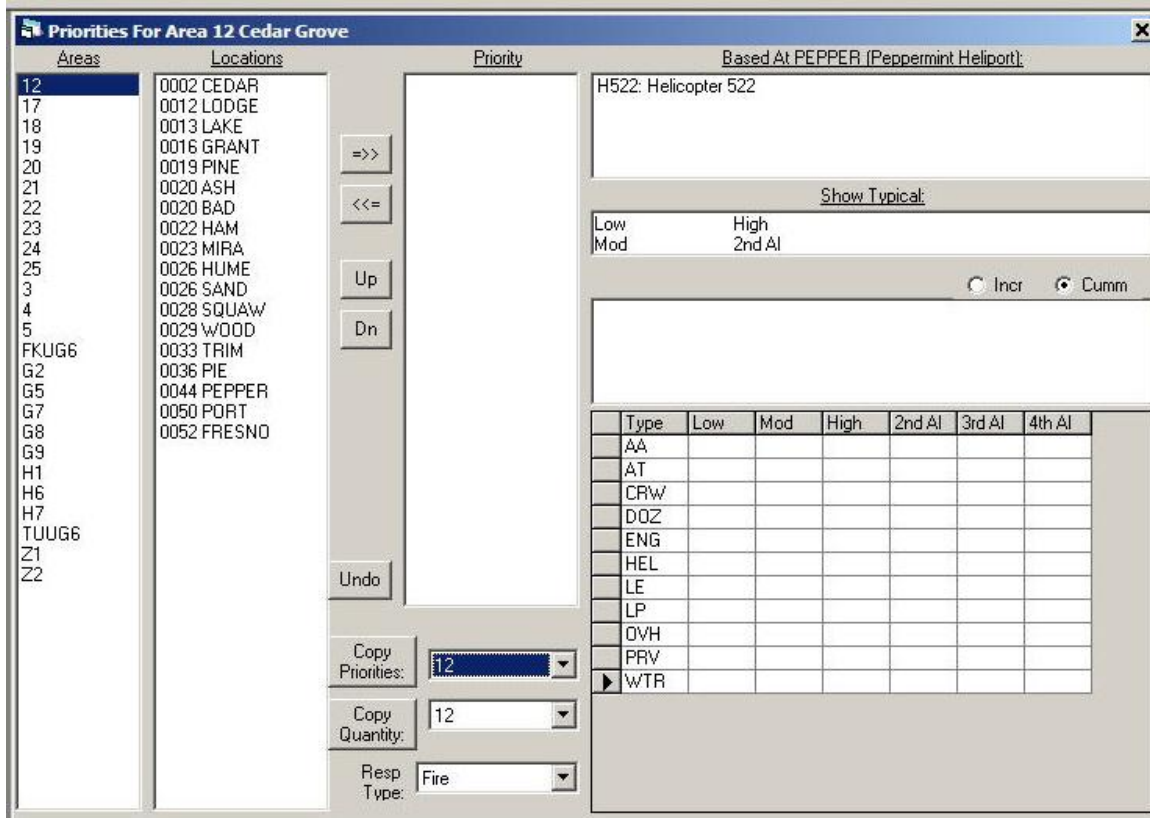 Priorities For Area 12 Cedar Grove
Areas
12
17
18
19
20
21
22
23
24
25
3
4
5
FKUG6
G2
G5
G7
G8
G9
H1
H6
H7
TUUG6
Z1
Z2
Locations
0002 CEDAR
0012 LODGE
0013 LAKE
0016 GRANT
0019 PINE
0020 ASH
0020 BAD
0022 HAM
0023 MIRA
0026 HUME
0026 SAND
0028 SQUAW
0029 WOOD
0033 TRIM
0036 PIE
0044 PEPPER
0050 PORT
0052 FRESNO
=>>
<<=
Up
Dn
Undo
Priority
Copy
Priorities:
12
Copy
Quantity:
12
Resp
Type:
Fire
Based At PEPPER (Peppermint Heliport):
H522: Helicopter 522
Show Typical:
Low High
Mod 2nd Al
Incr Cumm
Type Low Mod High 2nd Al 3rd Al 4th Al
AA
AT
CRW
DOZ
ENG
HEL
LE
LP
OVH
PRV
WTR